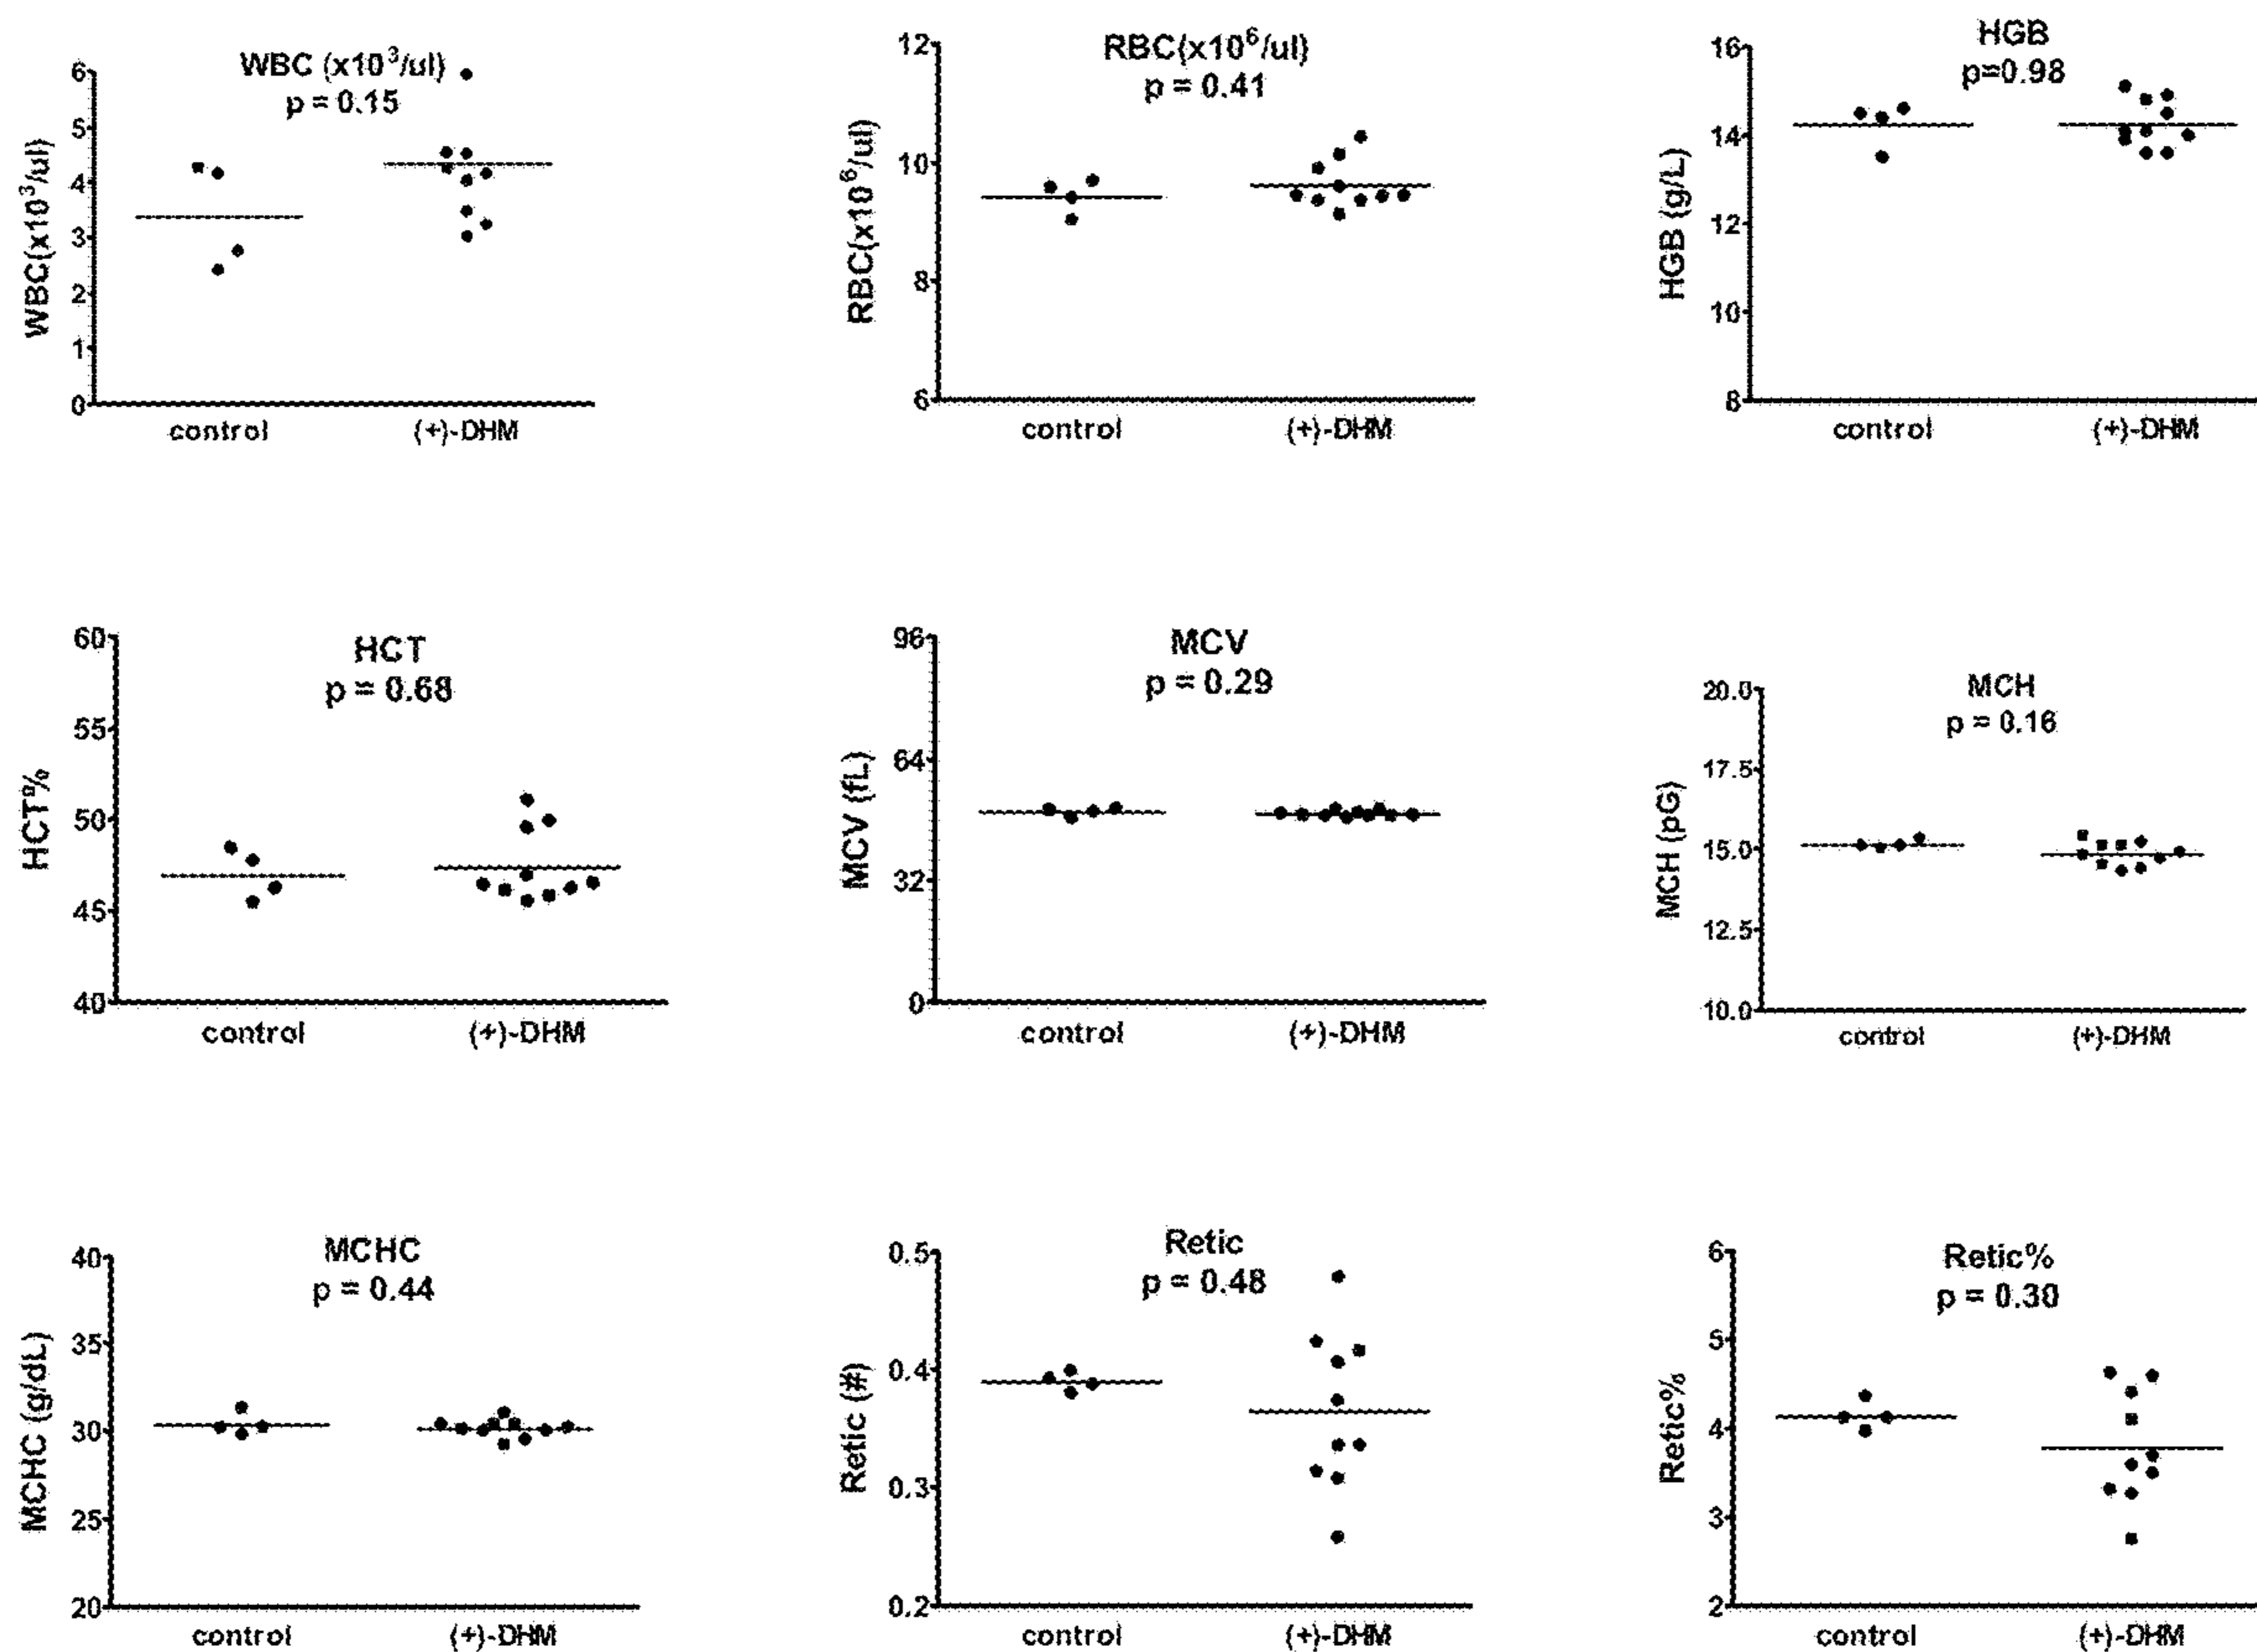 WBC (x10³/ul)
p = 0.15
WBC(x10³/ul)
6
5
4
3
2
1
0
control
(+)-DHM
RBC(x10⁶/ul)
p = 0.41
RBC(x10⁶/ul)
12
10
8
6
control
(+)-DHM
HGB
p=0.98
HGB (g/L)
16
14
12
10
8
control
(+)-DHM
HCT
p = 0.68
HCT%
60
55
50
45
40
control
(+)-DHM
MCV
p = 0.29
MCV (fL)
96
64
32
0
control
(+)-DHM
MCH
p = 0.16
MCH (pG)
20.0
17.5
15.0
12.5
10.0
control
(+)-DHM
MCHC
p = 0.44
MCHC (g/dL)
40
35
30
25
20
control
(+)-DHM
Retic
p = 0.48
Retic (#)
0.5
0.4
0.3
0.2
control
(+)-DHM
Retic%
p = 0.30
Retic%
6
5
4
3
2
control
(+)-DHM